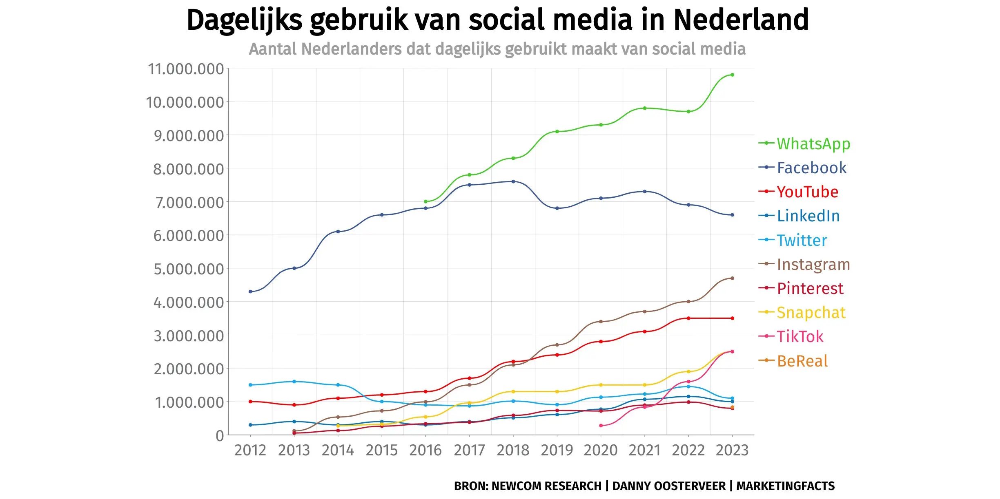 Dagelijks gebruik van social media in Nederland
Aantal Nederlanders dat dagelijks gebruikt maakt van social media
11.000.000
10.000.000
9.000.000
8.000.000
7.000.000
6.000.000
5.000.000
4.000.000
3.000.000
2.000.000
1.000.000
0
2012 2013 2014 2015 2016 2017 2018 2019 2020 2021 2022 2023
WhatsApp
Facebook
YouTube
LinkedIn
Twitter
Instagram
Pinterest
Snapchat
TikTok
BeReal
BRON: NEWCOM RESEARCH | DANNY OOSTERVEER | MARKETINGFACTS